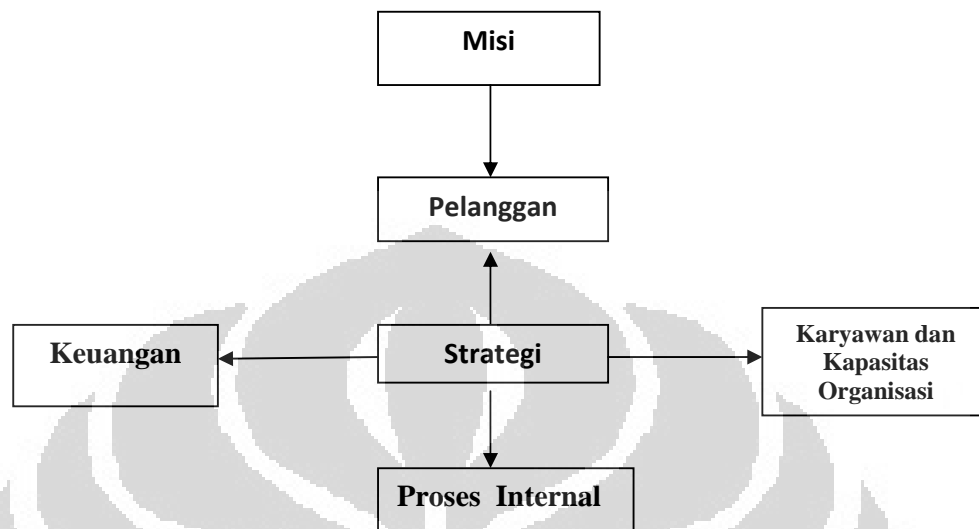 Misi
Pelanggan
Keuangan
Strategi
Karyawan dan
Kapasitas
Organisasi
Proses Internal